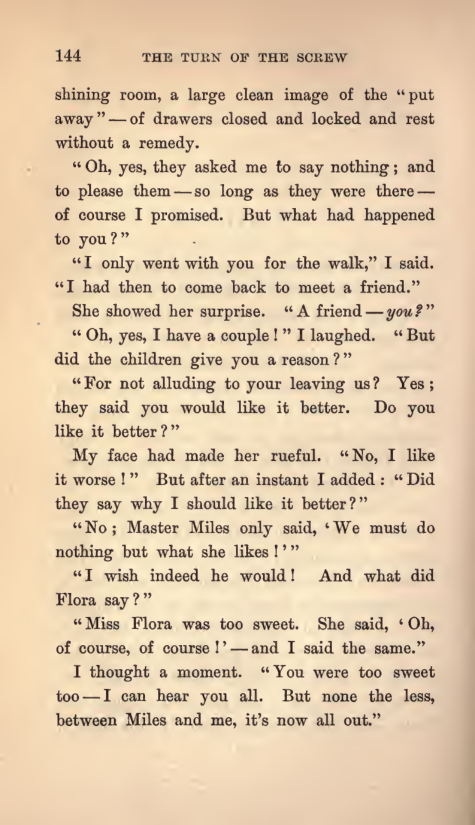 144 THE TURN OF THE SCREW
shining room, a large clean image of the “put
away”—of drawers closed and locked and rest
without a remedy.
“Oh, yes, they asked me to say nothing; and
to please them—so long as they were there—
of course I promised. But what had happened
to you?”
“I only went with you for the walk,” I said.
“I had then to come back to meet a friend.”
She showed her surprise. “A friend—you?”
“Oh, yes, I have a couple!” I laughed. “But
did the children give you a reason?”
“For not alluding to your leaving us? Yes;
they said you would like it better. Do you
like it better?”
My face had made her rueful. “No, I like
it worse!” But after an instant I added: “Did
they say why I should like it better?”
“No; Master Miles only said, ‘We must do
nothing but what she likes!’”
“I wish indeed he would! And what did
Flora say?”
“Miss Flora was too sweet. She said, ‘Oh,
of course, of course!’—and I said the same.”
I thought a moment. “You were too sweet
too—I can hear you all. But none the less,
between Miles and me, it’s now all out.”